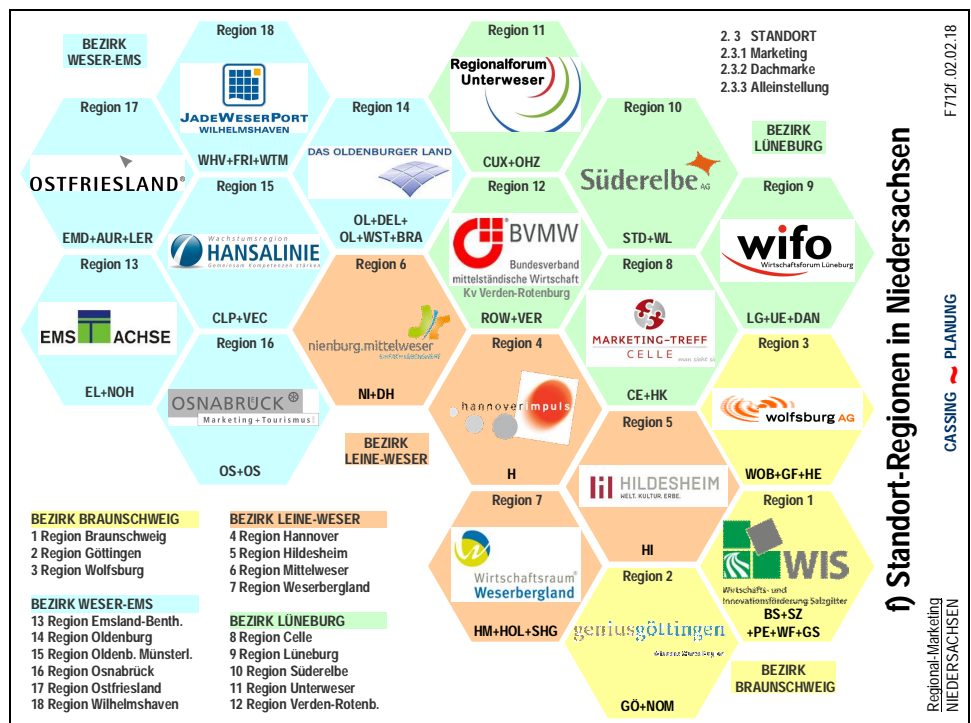 BEZIRK
WESER-EMS
Region 18
JADEWESERPORT
WILHELMSHAVEN
WHV+FRI+WTM
Region 11
Regionalforum
Unterweser
CUX+OHZ
2. 3 STANDORT
2.3.1 Marketing
2.3.2 Dachmarke
2.3.3 Alleinstellung
Region 17
OSTFRIESLAND®
EMD+AUR+LER
Region 14
DAS OLDENBURGER LAND
OL+DEL+
OL+WST+BRA
Region 10
Süderelbe AG
STD+WL
BEZIRK
LÜNEBURG
Region 15
Wachstumsregion
HANSALINIE
Gemeinsam Kompetenzen stärken
CLP+VEC
Region 12
BVMW
Bundesverband
mittelständische Wirtschaft
Kv Verden-Rotenburg
ROW+VER
Region 9
wifo
Wirtschaftsforum Lüneburg
LG+UE+DAN
Region 13
EMS ACHSE
EL+NOH
Region 6
nienburg.mittelweser
NI+DH
Region 8
MARKETING-TREFF
CELLE
man zieht so
CE+HK
Region 16
OSNABRÜCK
Marketing+Tourismus
OS+OS
Region 4
hannoverimpuls
H
Region 3
wolfsburg AG
WOB+GF+HE
BEZIRK
LEINE-WESER
Region 5
HILDESHEIM
WELT. KULTUR. ERBE.
HI
Region 7
Wirtschaftsraum®
Weserbergland
HM+HOL+SHG
Region 1
WIS
Wirtschafts- und
Innovationsförderung Salzgitter
BS+SZ
+PE+WF+GS
Region 2
geniusgöttingen
GÖ+NOM
BEZIRK
BRAUNSCHWEIG
BEZIRK BRAUNSCHWEIG
1 Region Braunschweig
2 Region Göttingen
3 Region Wolfsburg
BEZIRK LEINE-WESER
4 Region Hannover
5 Region Hildesheim
6 Region Mittelweser
7 Region Weserbergland
BEZIRK WESER-EMS
13 Region Emsland-Benth.
14 Region Oldenburg
15 Region Oldenb. Münsterl.
16 Region Osnabrück
17 Region Ostfriesland
18 Region Wilhelmshaven
BEZIRK LÜNEBURG
8 Region Celle
9 Region Lüneburg
10 Region Süderelbe
11 Region Unterweser
12 Region Verden-Rotenb.
f) Standort-Regionen in Niedersachsen
F712f .02.02.18
CASSING ~ PLANUNG
Regional-Marketing
NIEDERSACHSEN